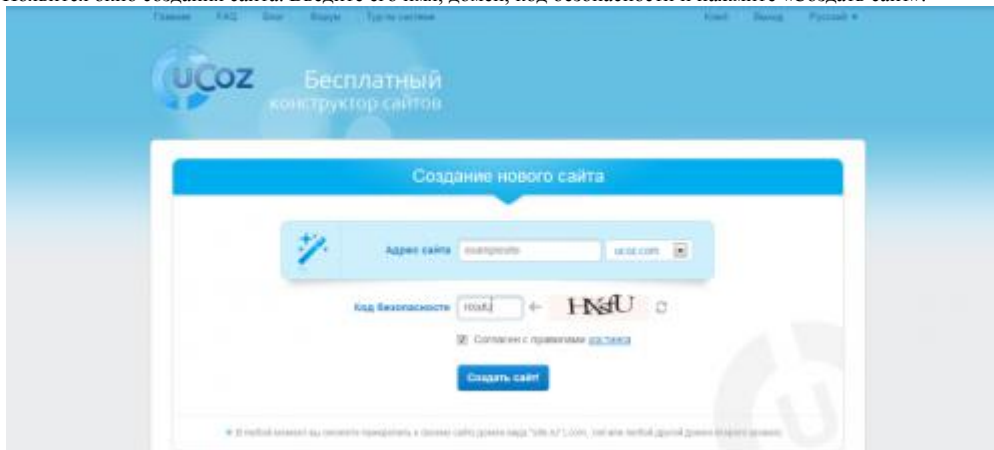 Появится окно создания сайта. Введите его имя, домен, код безопасности и нажмите «Создать сайт».
Главная FAQ Блог Форум Тур по системе Выход Русский
uCoz
Бесплатный
конструктор сайтов
Создание нового сайта
Адрес сайта examplesite ucoz.com
Код безопасности HNsfU HNsfU
Согласен с правилами хостинга
Создать сайт!